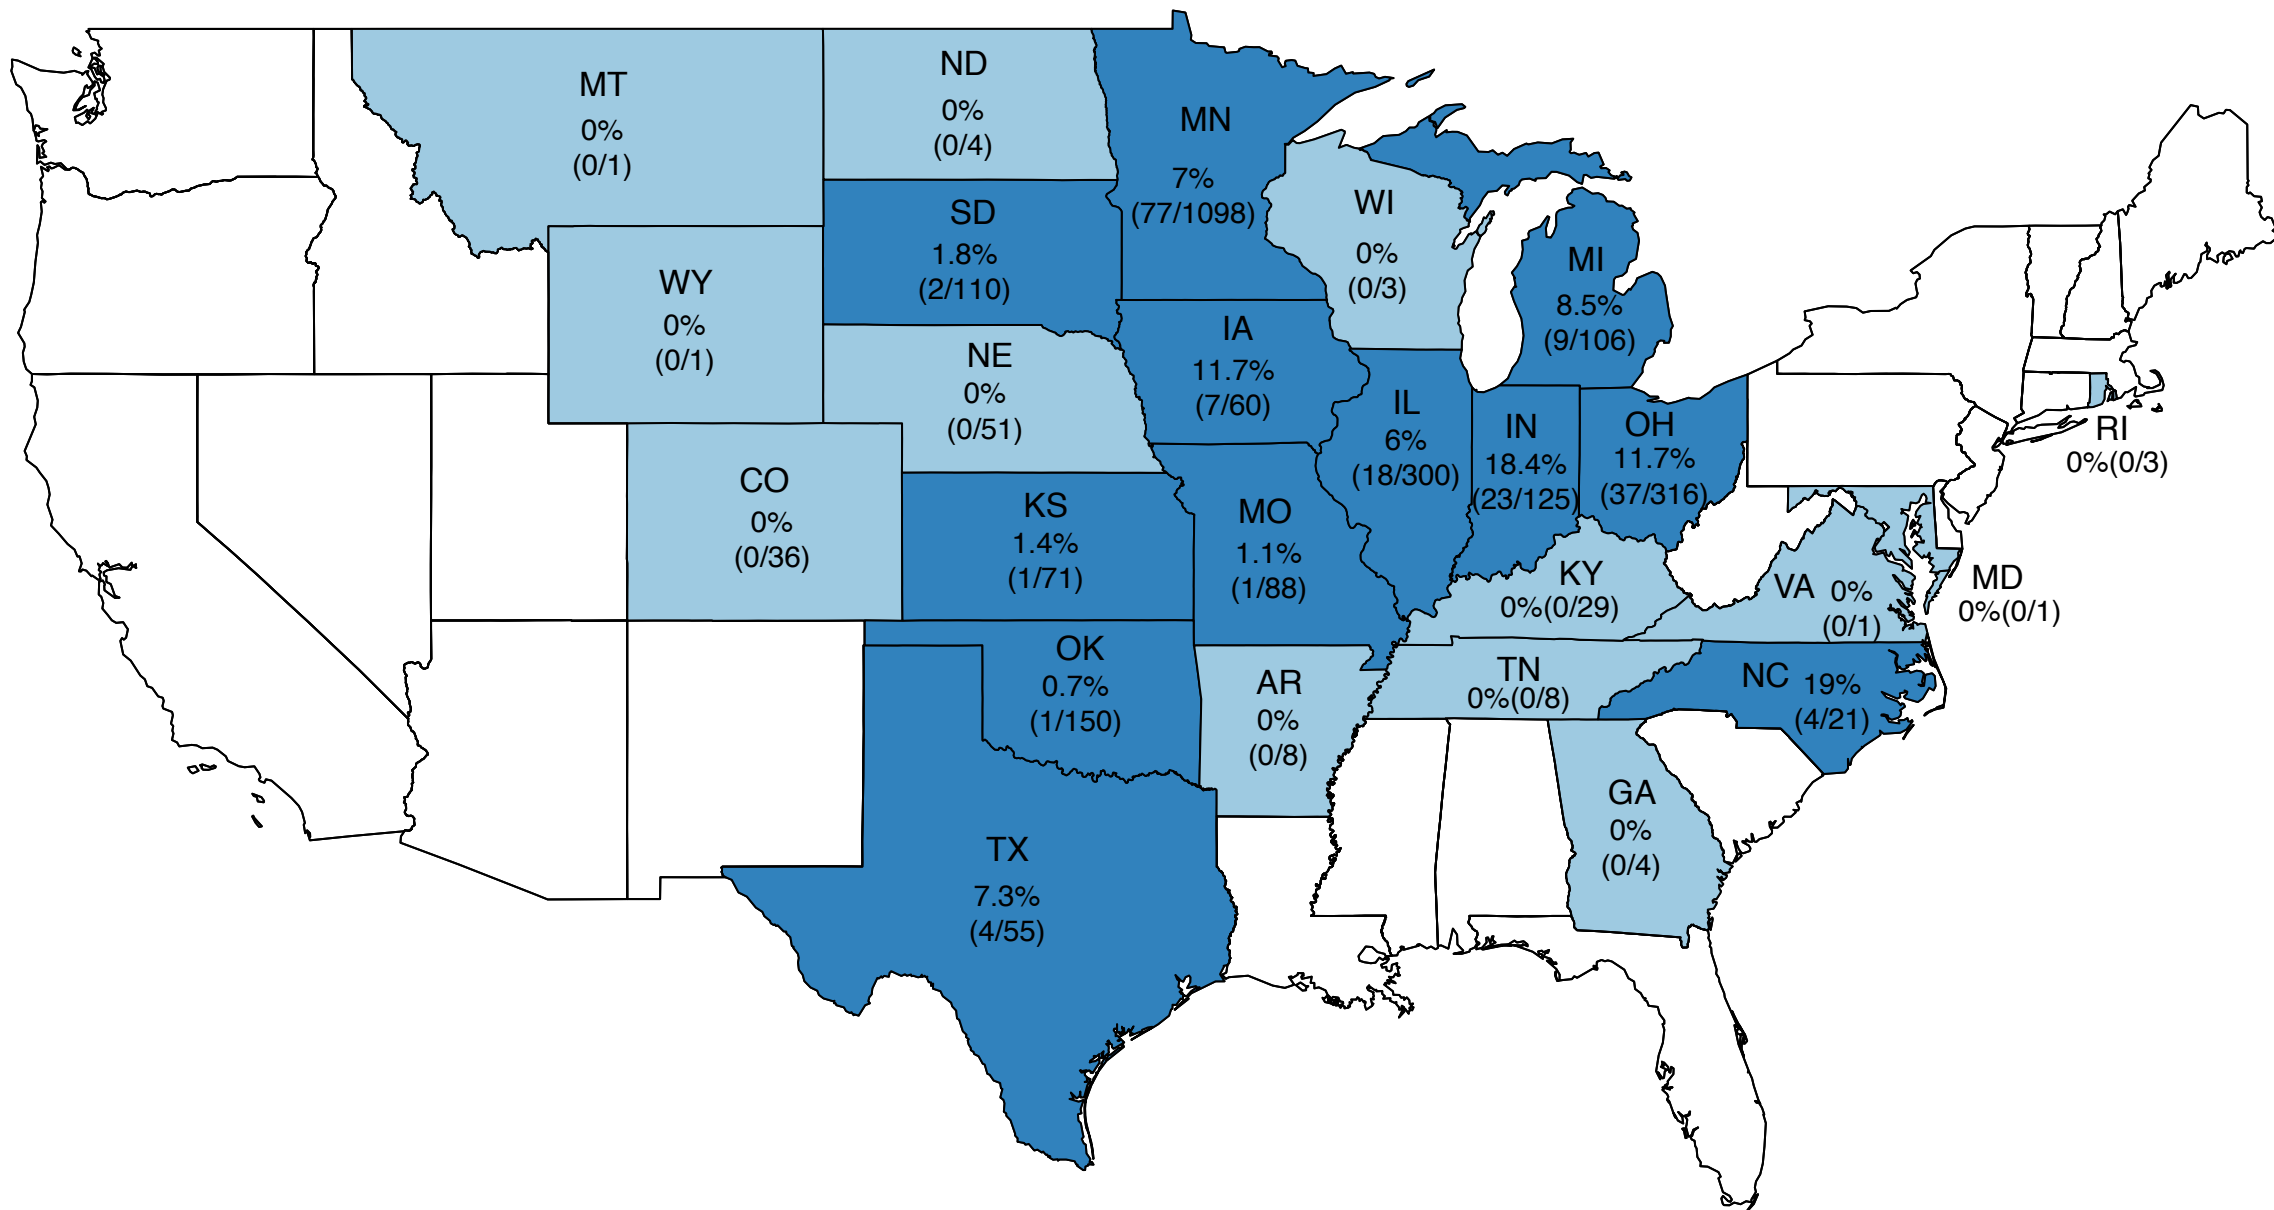 MT
0%
(0/1)
ND
0%
(0/4)
MN
7%
(77/1098)
SD
1.8%
(2/110)
WI
0%
(0/3)
MI
8.5%
(9/106)
WY
0%
(0/1)
NE
0%
(0/51)
IA
11.7%
(7/60)
IL
6%
(18/300)
IN
18.4%
(23/125)
OH
11.7%
(37/316)
RI
0%(0/3)
CO
0%
(0/36)
KS
1.4%
(1/71)
MO
1.1%
(1/88)
KY
0%(0/29)
VA 0%
(0/1)
MD
0%(0/1)
OK
0.7%
(1/150)
AR
0%
(0/8)
TN
0%(0/8)
NC 19%
(4/21)
TX
7.3%
(4/55)
GA
0%
(0/4)